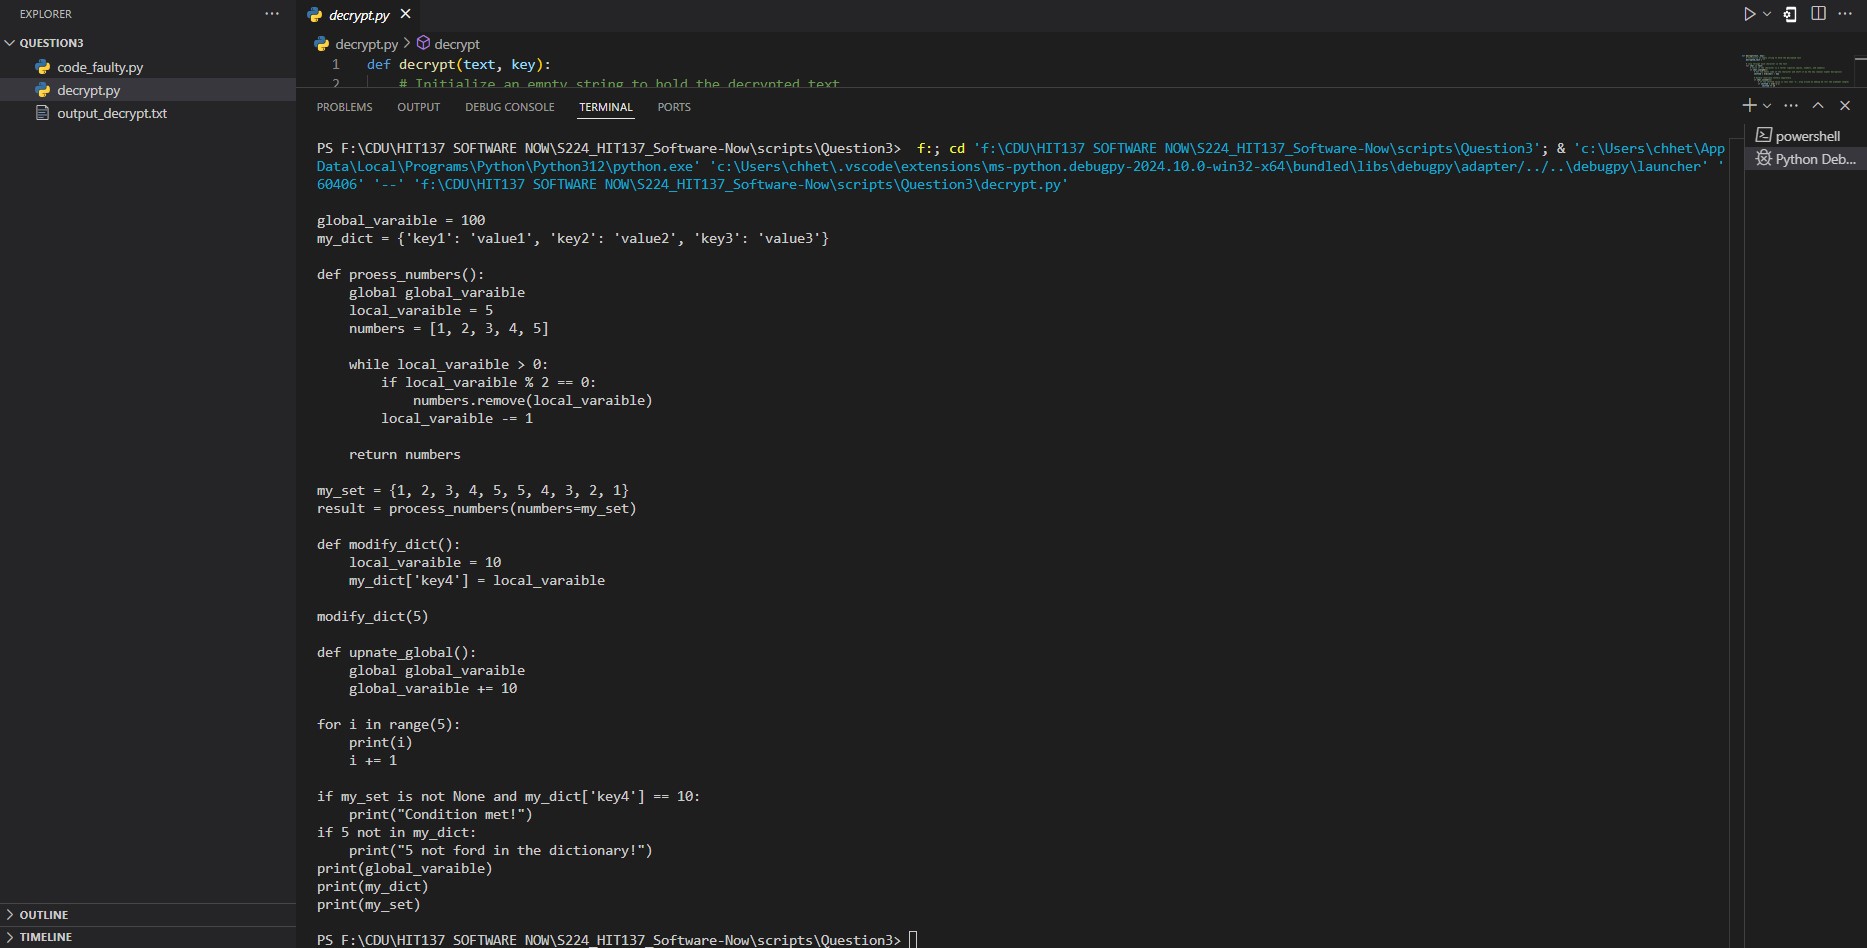 EXPLORER
QUESTION3
code_faulty.py
decrypt.py
output_decrypt.txt
OUTLINE
TIMELINE
decrypt.py
decrypt.py > decrypt
1 def decrypt(text, key):
2 # Initialize an empty string to hold the decrypted text
PROBLEMS OUTPUT DEBUG CONSOLE TERMINAL PORTS
powershell
Python Deb...
PS F:\CDU\HIT137 SOFTWARE NOW\S224_HIT137_Software-Now\scripts\Question3>  f:; cd 'f:\CDU\HIT137 SOFTWARE NOW\S224_HIT137_Software-Now\scripts\Question3'; & 'c:\Users\chhet\App
Data\Local\Programs\Python\Python312\python.exe' 'c:\Users\chhet\.vscode\extensions\ms-python.debugpy-2024.10.0-win32-x64\bundled\libs\debugpy\adapter/../..\debugpy\launcher' '
60406' '--' 'f:\CDU\HIT137 SOFTWARE NOW\S224_HIT137_Software-Now\scripts\Question3\decrypt.py'
global_varaible = 100
my_dict = {'key1': 'value1', 'key2': 'value2', 'key3': 'value3'}
def proess_numbers():
    global global_varaible
    local_varaible = 5
    numbers = [1, 2, 3, 4, 5]
    while local_varaible > 0:
        if local_varaible % 2 == 0:
            numbers.remove(local_varaible)
        local_varaible -= 1
    return numbers
my_set = {1, 2, 3, 4, 5, 5, 4, 3, 2, 1}
result = process_numbers(numbers=my_set)
def modify_dict():
    local_varaible = 10
    my_dict['key4'] = local_varaible
modify_dict(5)
def upnate_global():
    global global_varaible
    global_varaible += 10
for i in range(5):
    print(i)
    i += 1
if my_set is not None and my_dict['key4'] == 10:
    print("Condition met!")
if 5 not in my_dict:
    print("5 not ford in the dictionary!")
print(global_varaible)
print(my_dict)
print(my_set)
PS F:\CDU\HIT137 SOFTWARE NOW\S224_HIT137_Software-Now\scripts\Question3>